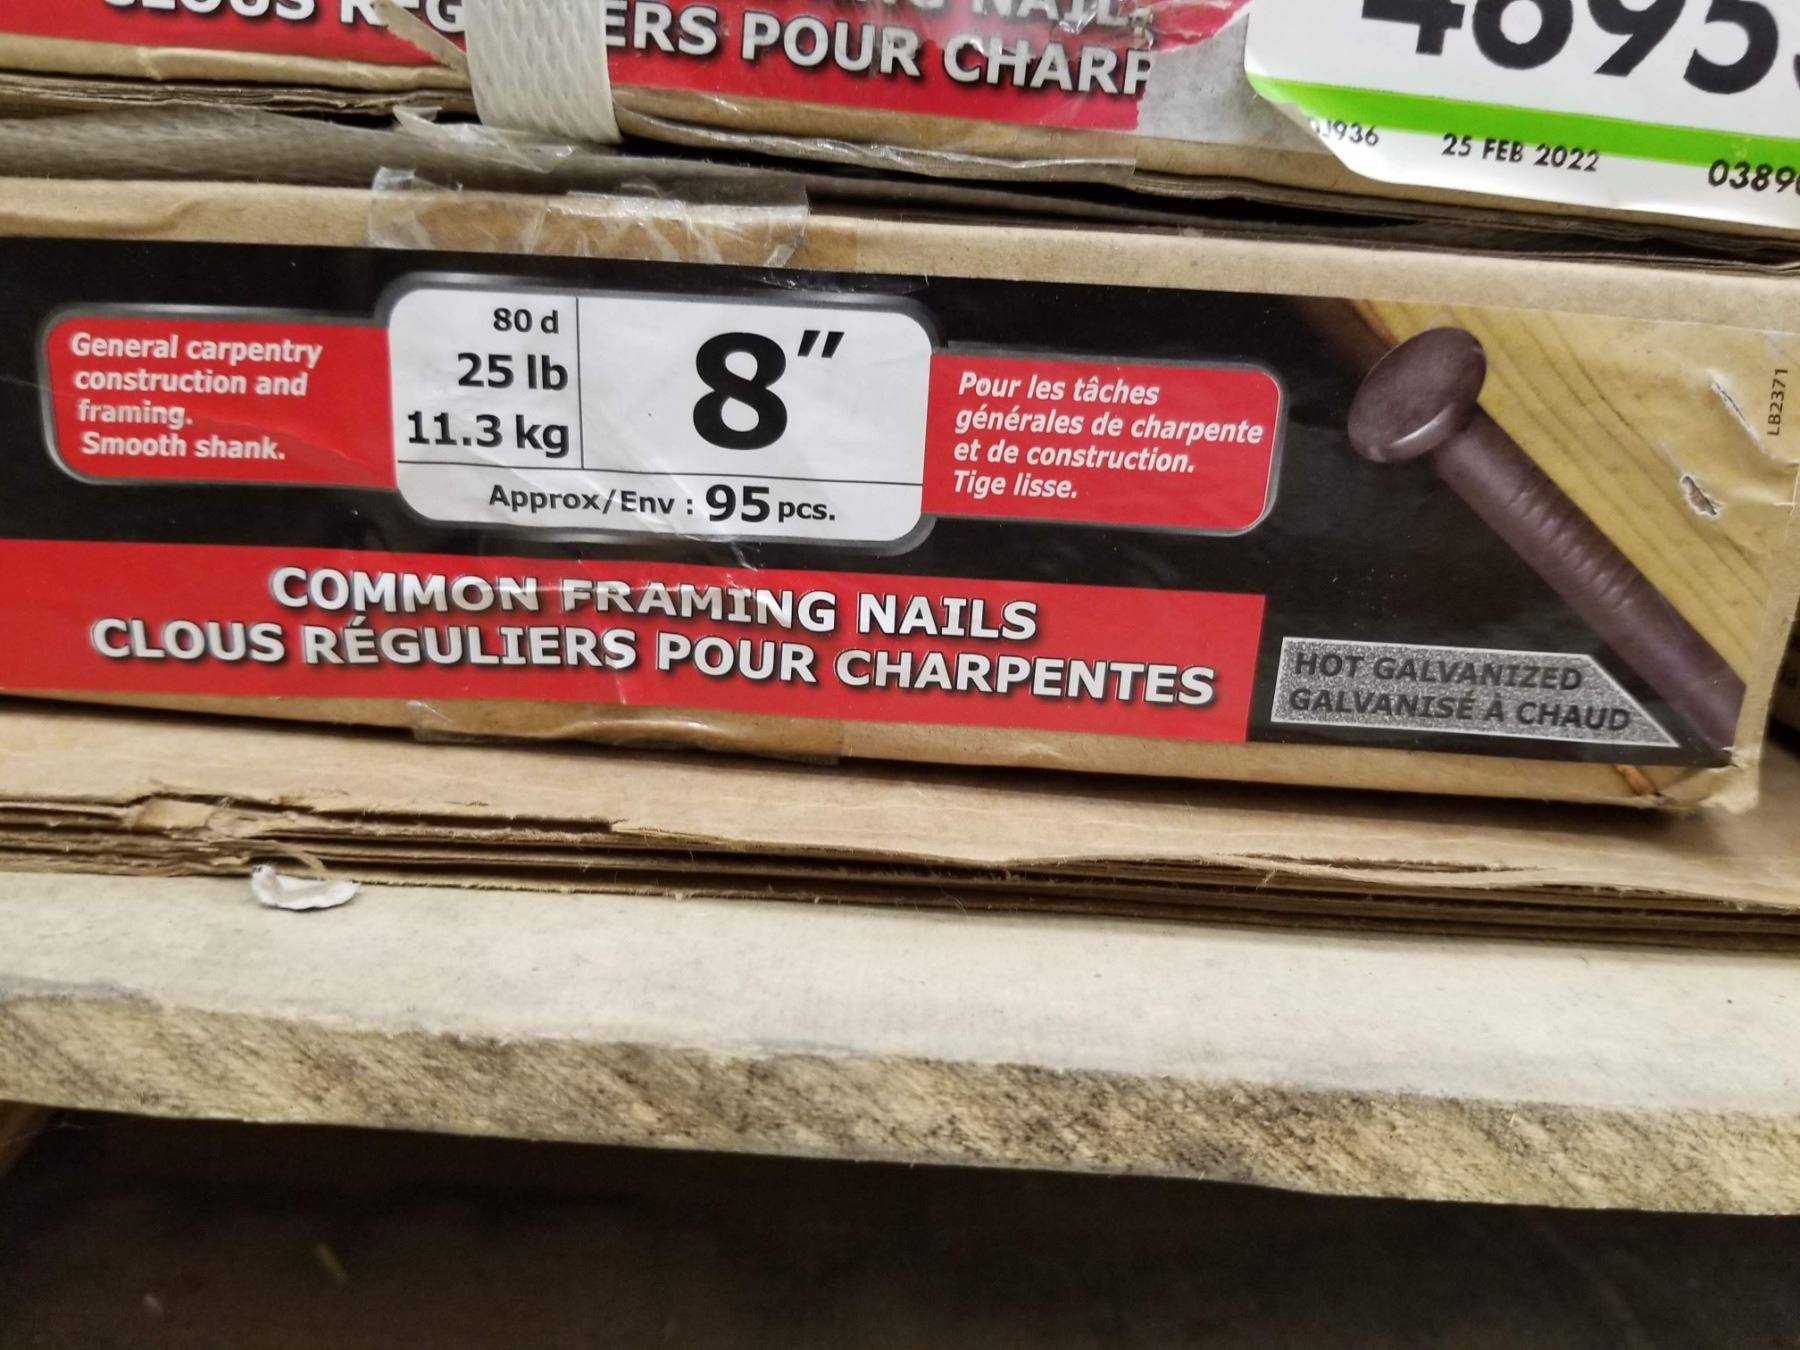 ERS POUR CHARP
25 FEB 2022
General carpentry
construction and
framing.
Smooth shank.
80 d
25 lb
11.3 kg
8"
Approx/Env : 95 pcs.
Pour les tâches
générales de charpente
et de construction.
Tige lisse.
LB2371
COMMON FRAMING NAILS
CLOUS RÉGULIERS POUR CHARPENTES
HOT GALVANIZED
GALVANISÉ À CHAUD